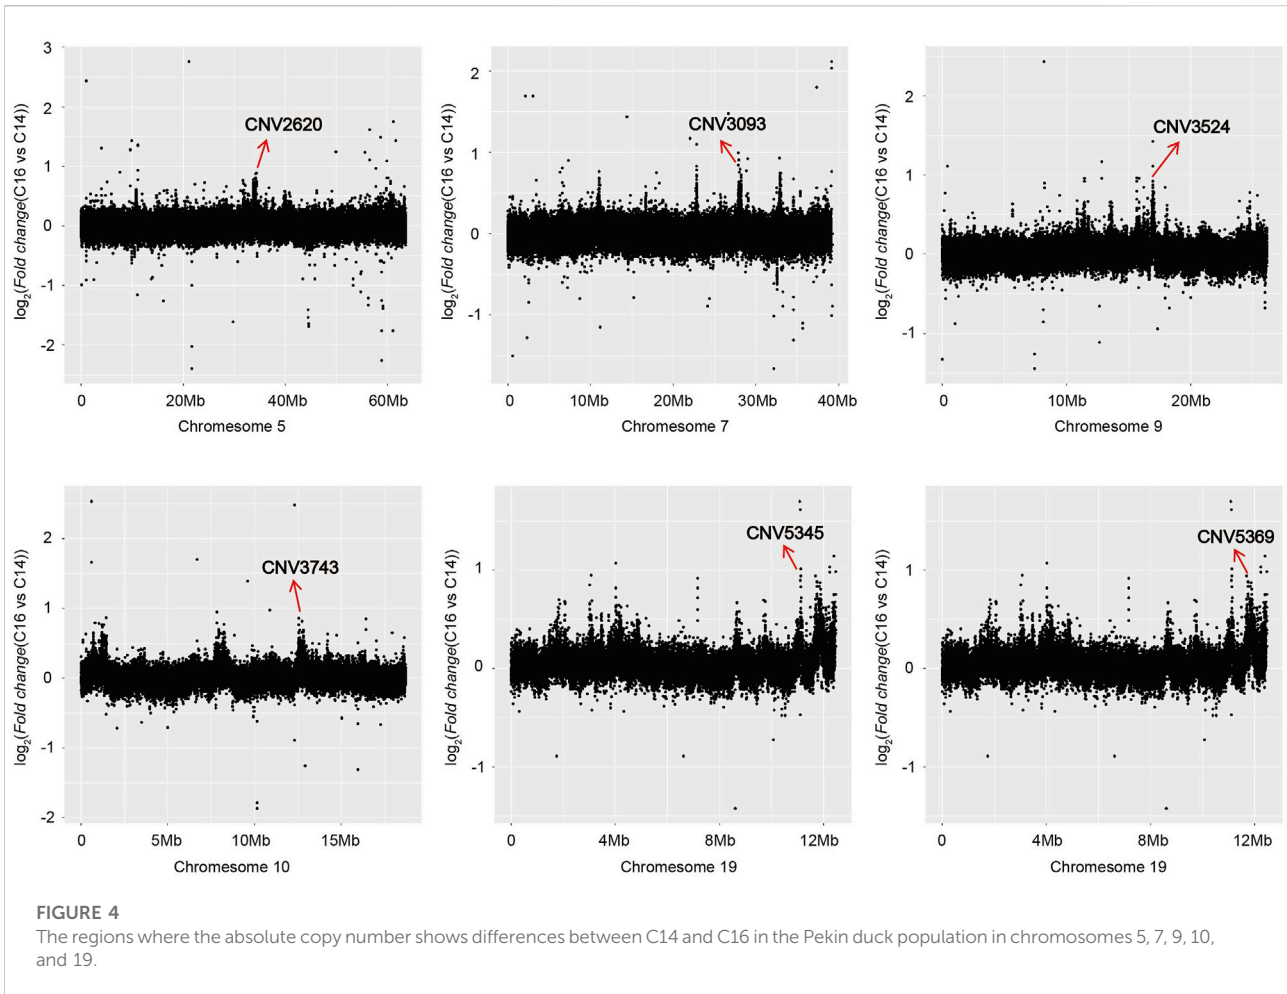 3
2
1
0
-1
-2
log2(Fold change(C16 vs C14))
CNV2620
0 20Mb 40Mb 60Mb
Chromesome 5
2
1
0
-1
log2(Fold change(C16 vs C14))
CNV3093
0 10Mb 20Mb 30Mb 40Mb
Chromesome 7
2
1
0
-1
log2(Fold change(C16 vs C14))
CNV3524
0 10Mb 20Mb
Chromesome 9
2
1
0
-1
-2
log2(Fold change(C16 vs C14))
CNV3743
0 5Mb 10Mb 15Mb
Chromesome 10
1
0
-1
log2(Fold change(C16 vs C14))
CNV5345
0 4Mb 8Mb 12Mb
Chromesome 19
1
0
-1
log2(Fold change(C16 vs C14))
CNV5369
0 4Mb 8Mb 12Mb
Chromesome 19
FIGURE 4
The regions where the absolute copy number shows differences between C14 and C16 in the Pekin duck population in chromosomes 5, 7, 9, 10,
and 19.